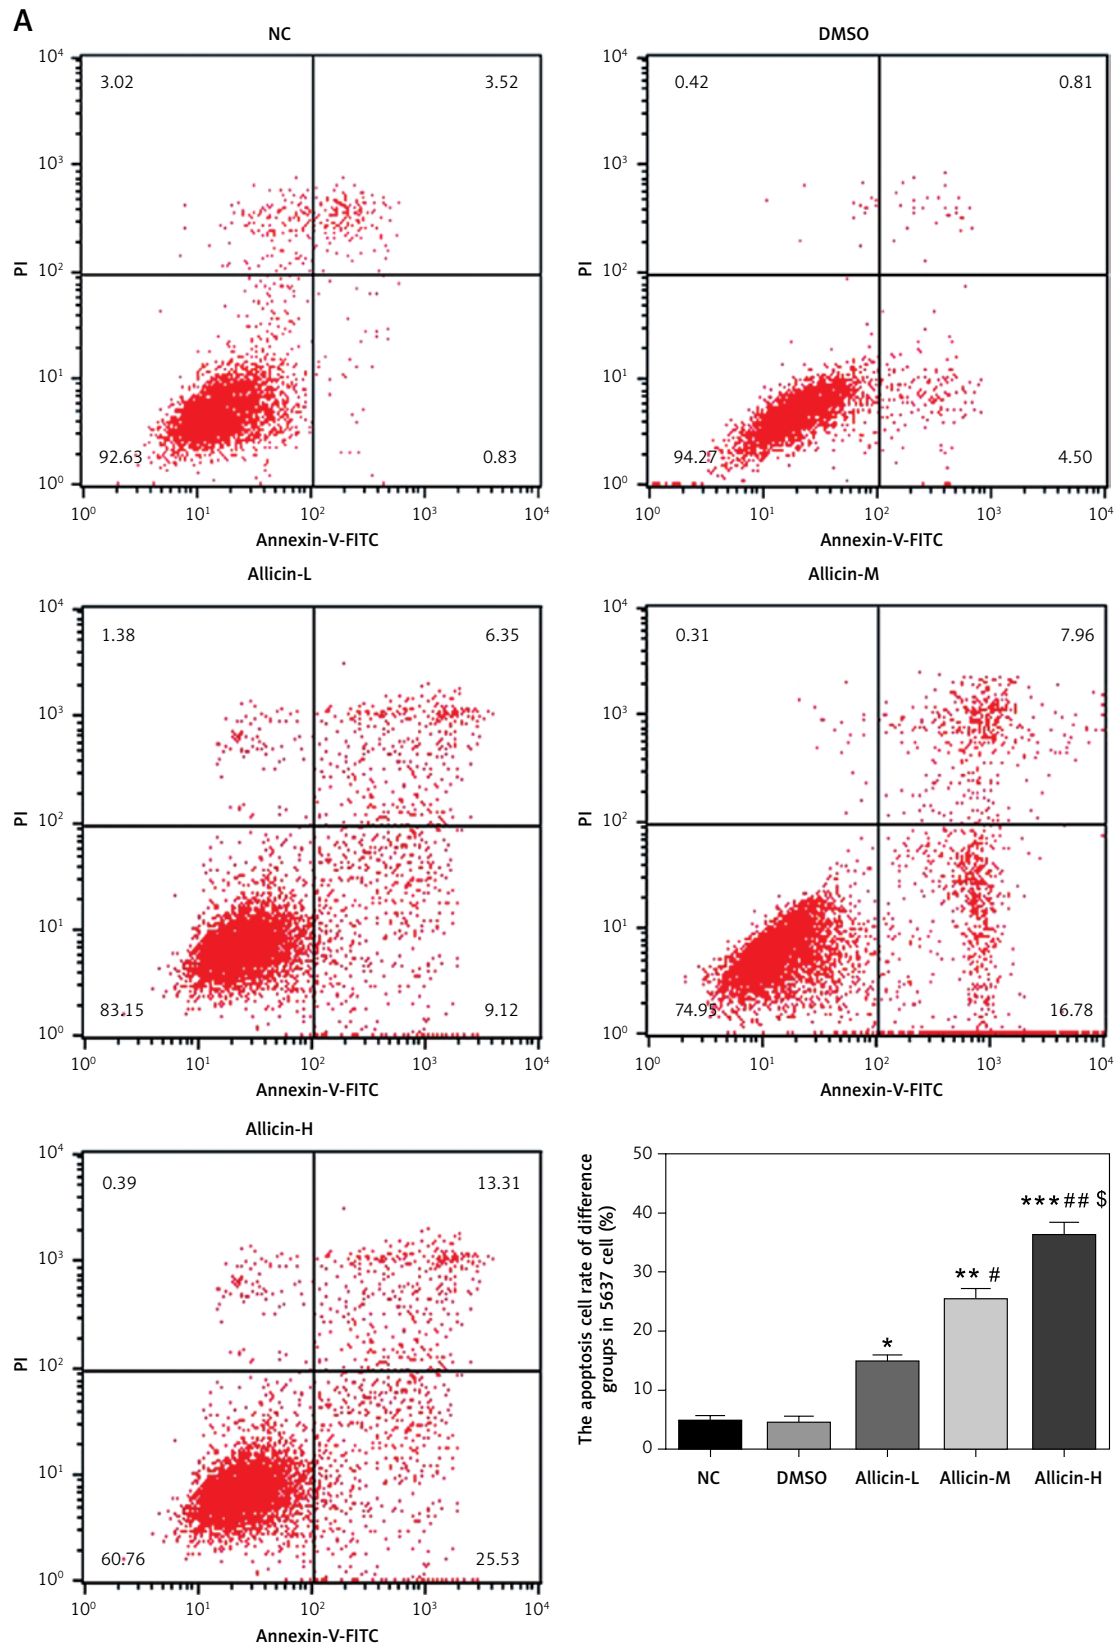 A
NC
10⁴
10³
10²
10¹
10⁰
PI
3.02
3.52
92.63
0.83
10⁰ 10¹ 10² 10³ 10⁴
Annexin-V-FITC
DMSO
10⁴
10³
10²
10¹
10⁰
PI
0.42
0.81
94.27
4.50
10⁰ 10¹ 10² 10³ 10⁴
Annexin-V-FITC
Allicin-L
10⁴
10³
10²
10¹
10⁰
PI
1.38
6.35
83.15
9.12
10⁰ 10¹ 10² 10³ 10⁴
Annexin-V-FITC
Allicin-M
10⁴
10³
10²
10¹
10⁰
PI
0.31
7.96
74.95
16.78
10⁰ 10¹ 10² 10³ 10⁴
Annexin-V-FITC
Allicin-H
10⁴
10³
10²
10¹
10⁰
PI
0.39
13.31
60.76
25.53
10⁰ 10¹ 10² 10³ 10⁴
Annexin-V-FITC
The apoptosis cell rate of difference
groups in 5637 cell (%)
50
40
30
20
10
0
*
** #
***## $
NC DMSO Allicin-L Allicin-M Allicin-H